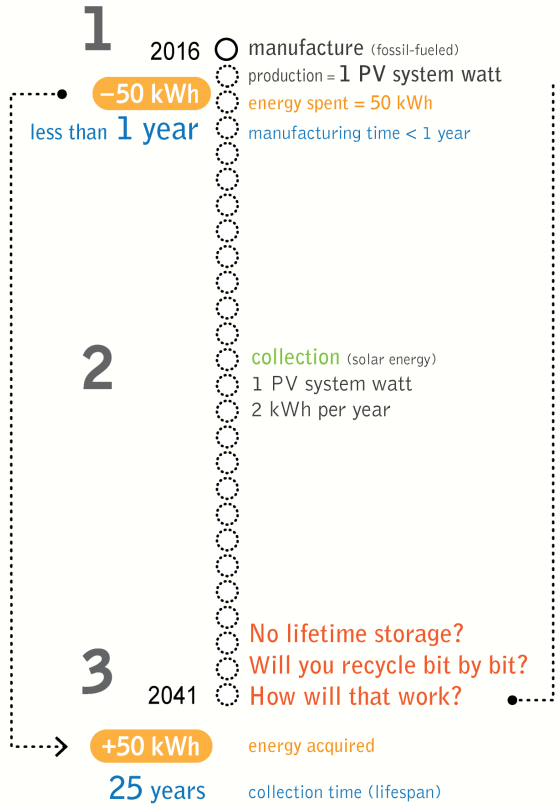 1
2016 manufacture (fossil-fueled)
production = 1 PV system watt
−50 kWh energy spent = 50 kWh
less than 1 year manufacturing time < 1 year
2
collection (solar energy)
1 PV system watt
2 kWh per year
3
No lifetime storage?
Will you recycle bit by bit?
2041 How will that work?
+50 kWh energy acquired
25 years collection time (lifespan)